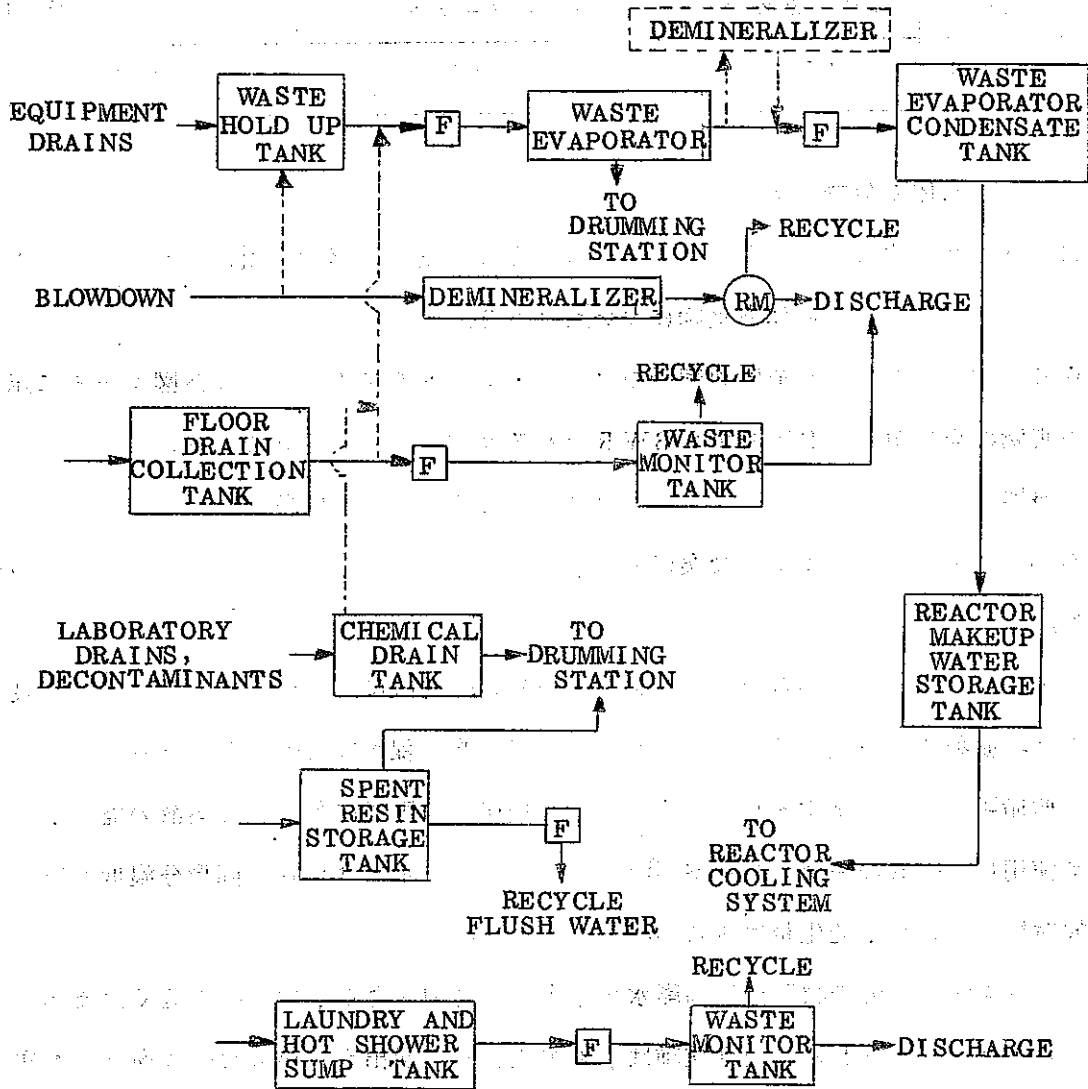 DEMINERALIZER
EQUIPMENT
DRAINS
WASTE
HOLD UP
TANK
F
WASTE
EVAPORATOR
F
WASTE
EVAPORATOR
CONDENSATE
TANK
TO
DRUMMING
STATION
RECYCLE
BLOWDOWN
DEMINERALIZER
RM
DISCHARGE
RECYCLE
FLOOR
DRAIN
COLLECTION
TANK
F
WASTE
MONITOR
TANK
LABORATORY
DRAINS,
DECONTAMINANTS
CHEMICAL
DRAIN
TANK
TO
DRUMMING
STATION
REACTOR
MAKEUP
WATER
STORAGE
TANK
SPENT
RESIN
STORAGE
TANK
F
RECYCLE
FLUSH WATER
TO
REACTOR
COOLING
SYSTEM
RECYCLE
LAUNDRY AND
HOT SHOWER
SUMP TANK
F
WASTE
MONITOR
TANK
DISCHARGE